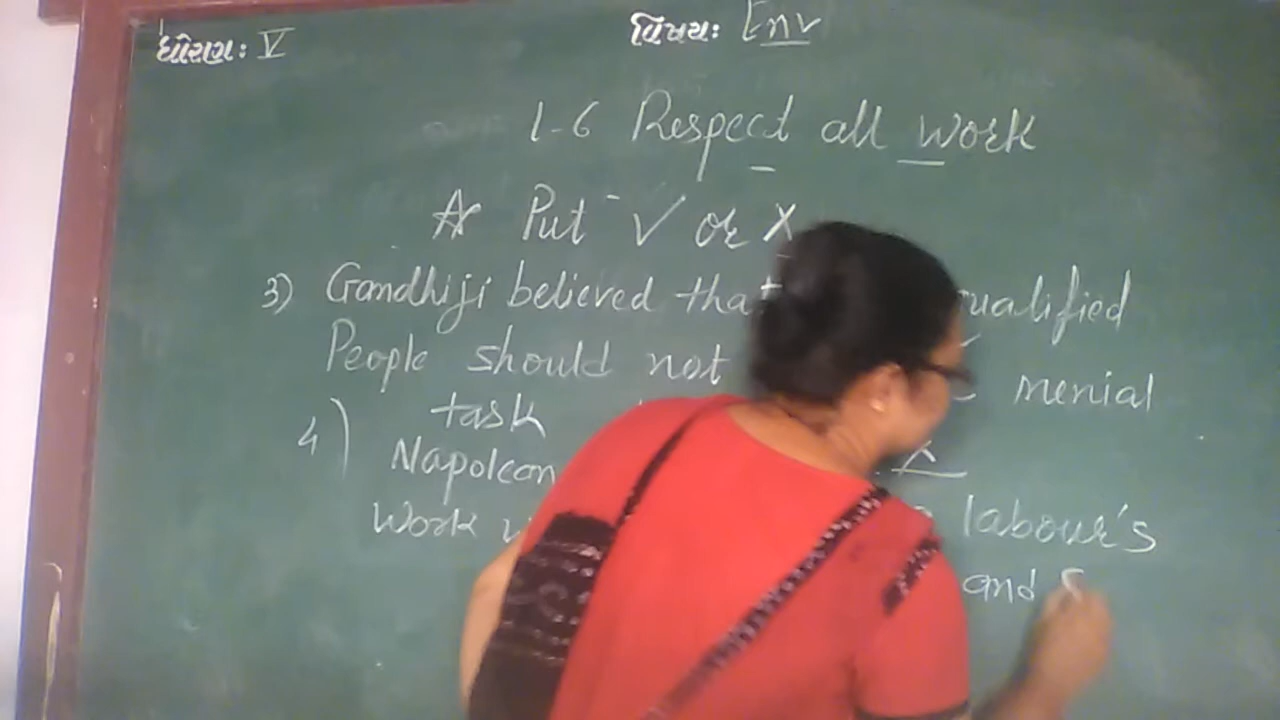 ધોરણ: V
વિષય: Env
1-6 Respect all work
☆ Put ✓ or X
3) Gandhiji believed that qualified
People should not menial
task X
4) Napoleon
Work labour's
and